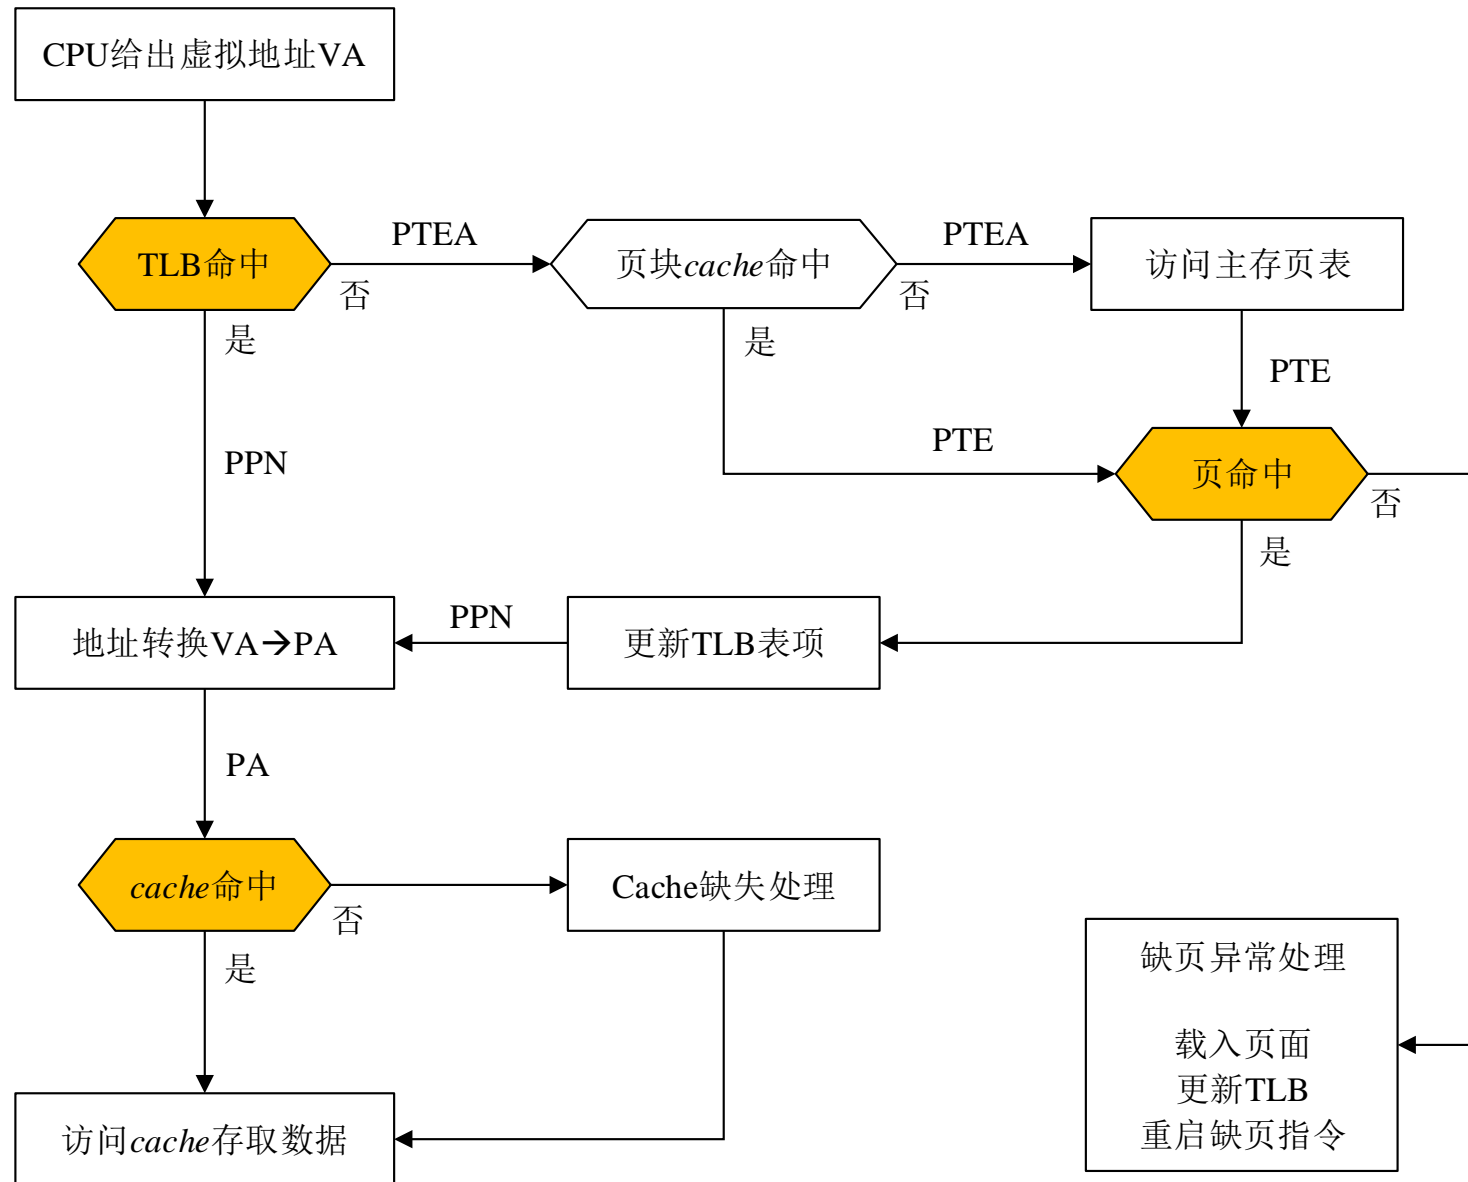 CPU给出虚拟地址VA
TLB命中
PTEA
否
页块cache命中
PTEA
否
访问主存页表
是
是
PTE
PPN
PTE
页命中
否
是
地址转换VA→PA
PPN
更新TLB表项
PA
cache命中
否
Cache缺失处理
是
缺页异常处理
载入页面
更新TLB
重启缺页指令
访问cache存取数据